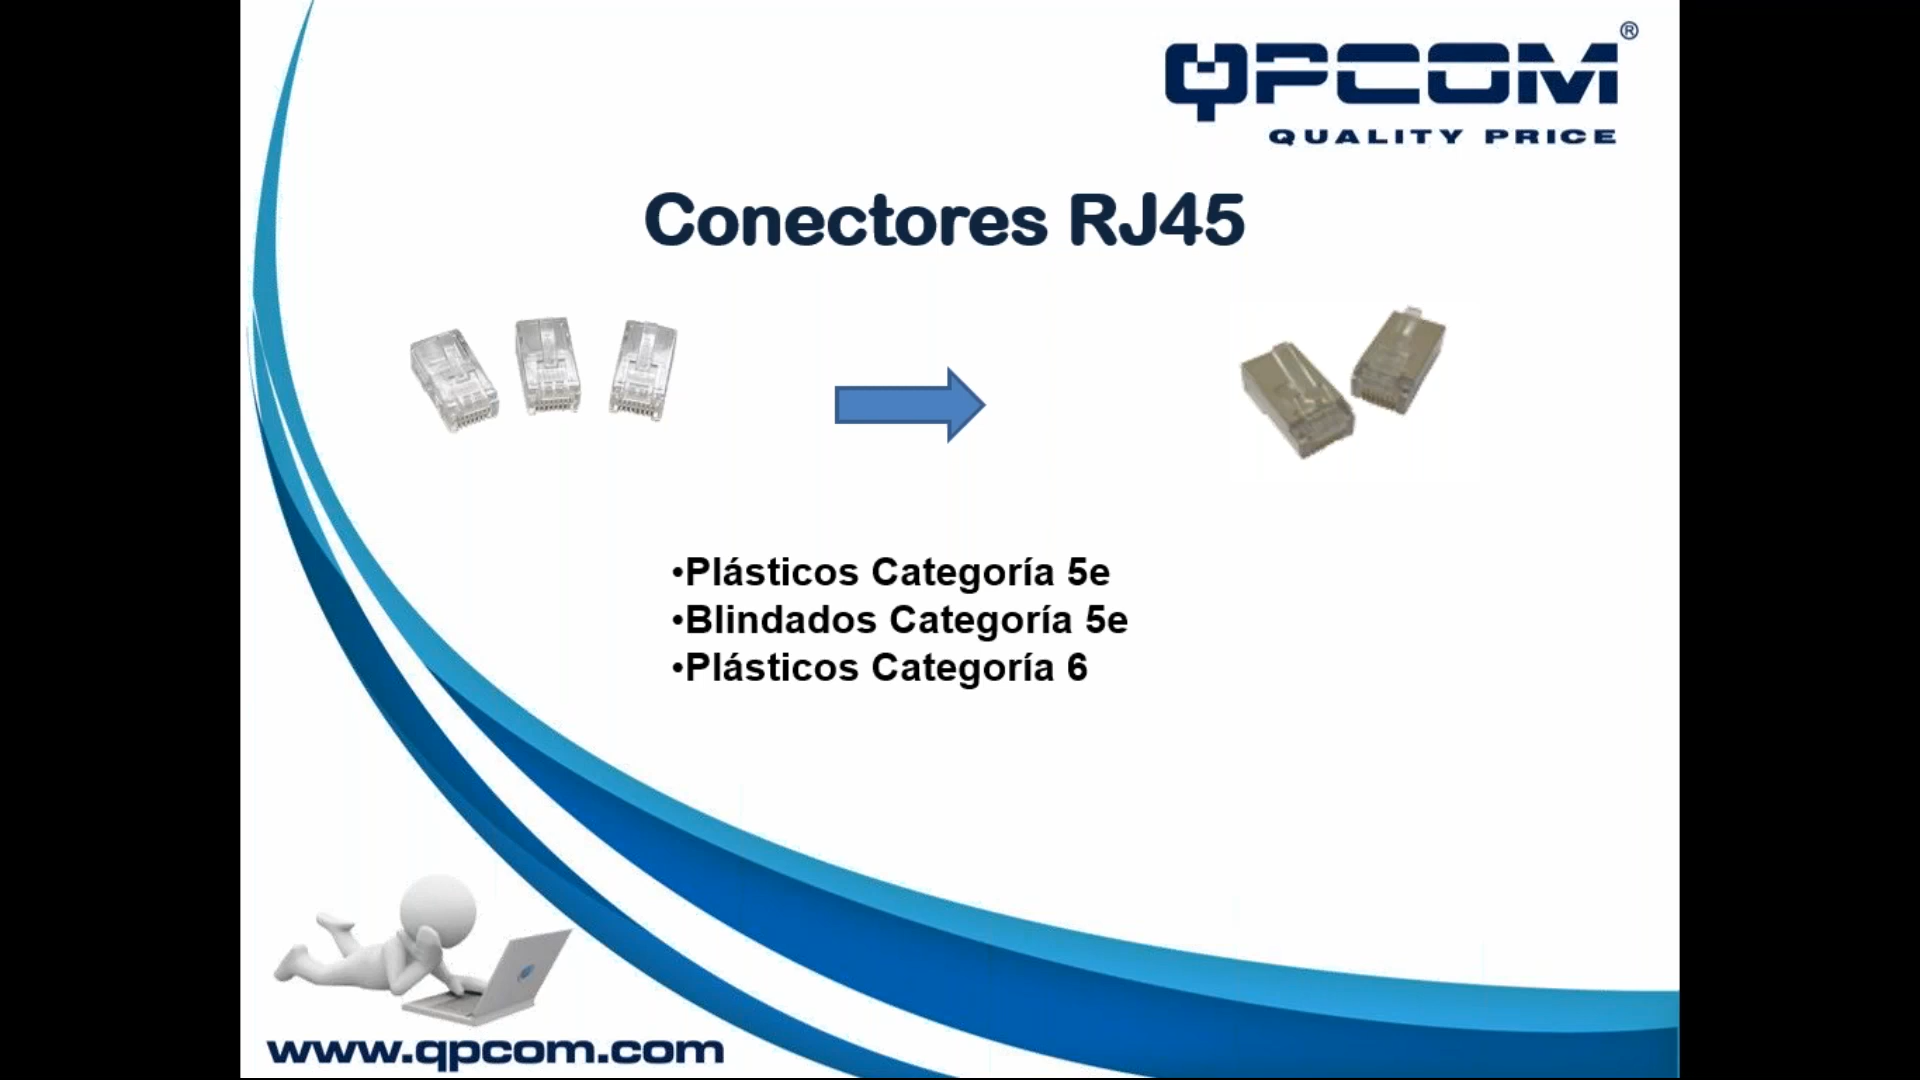 QPCOM®
QUALITY PRICE
Conectores RJ45
•Plásticos Categoría 5e
•Blindados Categoría 5e
•Plásticos Categoría 6
www.qpcom.com